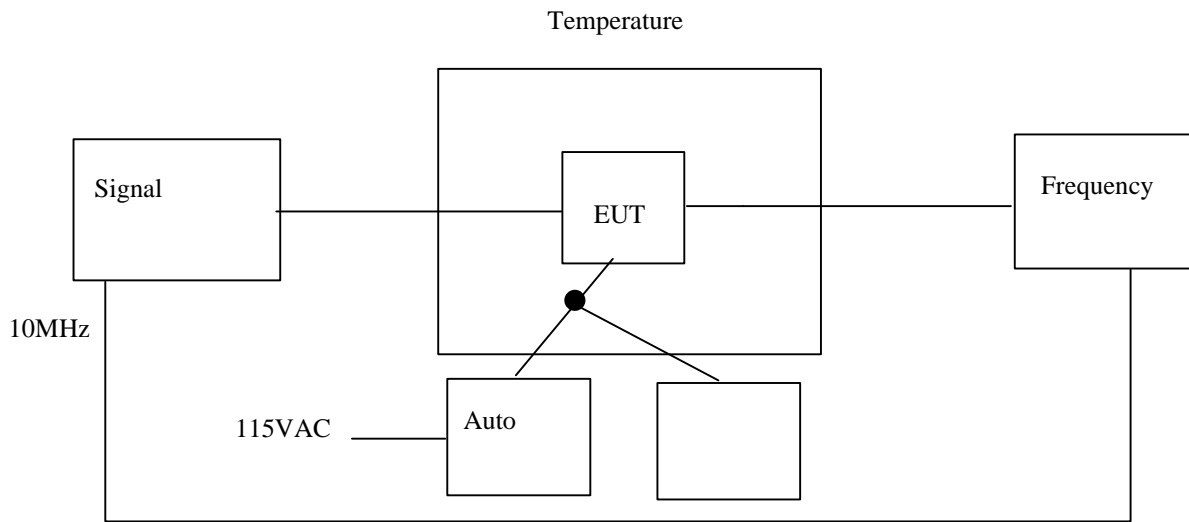 Temperature
Signal
EUT
Frequency
10MHz
115VAC
Auto